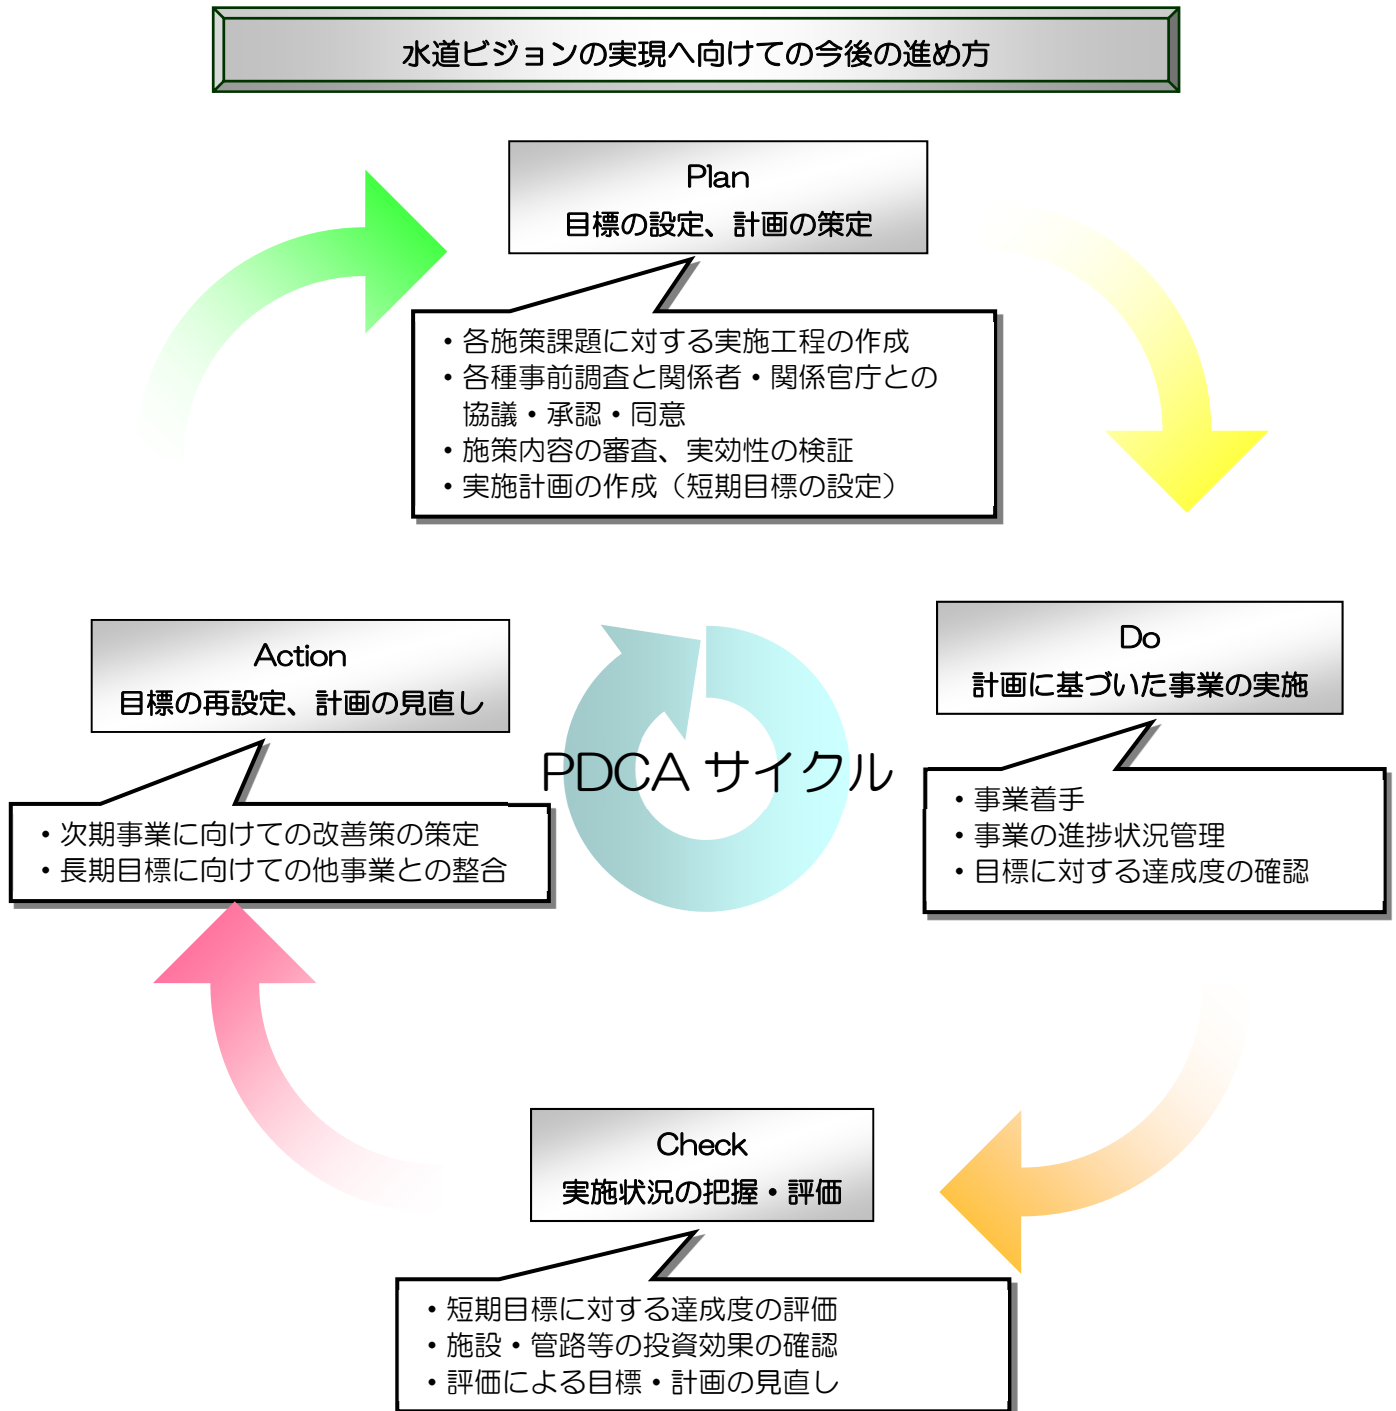 水道ビジョンの実現へ向けての今後の進め方
Plan
目標の設定、計画の策定
・各施策課題に対する実施工程の作成
・各種事前調査と関係者・関係官庁との
協議・承認・同意
・施策内容の審査、実効性の検証
・実施計画の作成（短期目標の設定）
Action
目標の再設定、計画の見直し
・次期事業に向けての改善策の策定
・長期目標に向けての他事業との整合
PDCA サイクル
Do
計画に基づいた事業の実施
・事業着手
・事業の進捗状況管理
・目標に対する達成度の確認
Check
実施状況の把握・評価
・短期目標に対する達成度の評価
・施設・管路等の投資効果の確認
・評価による目標・計画の見直し